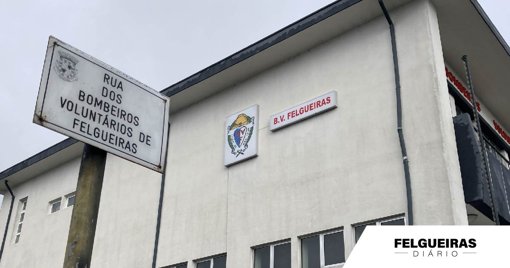 RUA
DOS
BOMBEIROS
VOLUNTÁRIOS DE
FELGUEIRAS
B.V. FELGUEIRAS
FELGUEIRAS
DIÁRIO